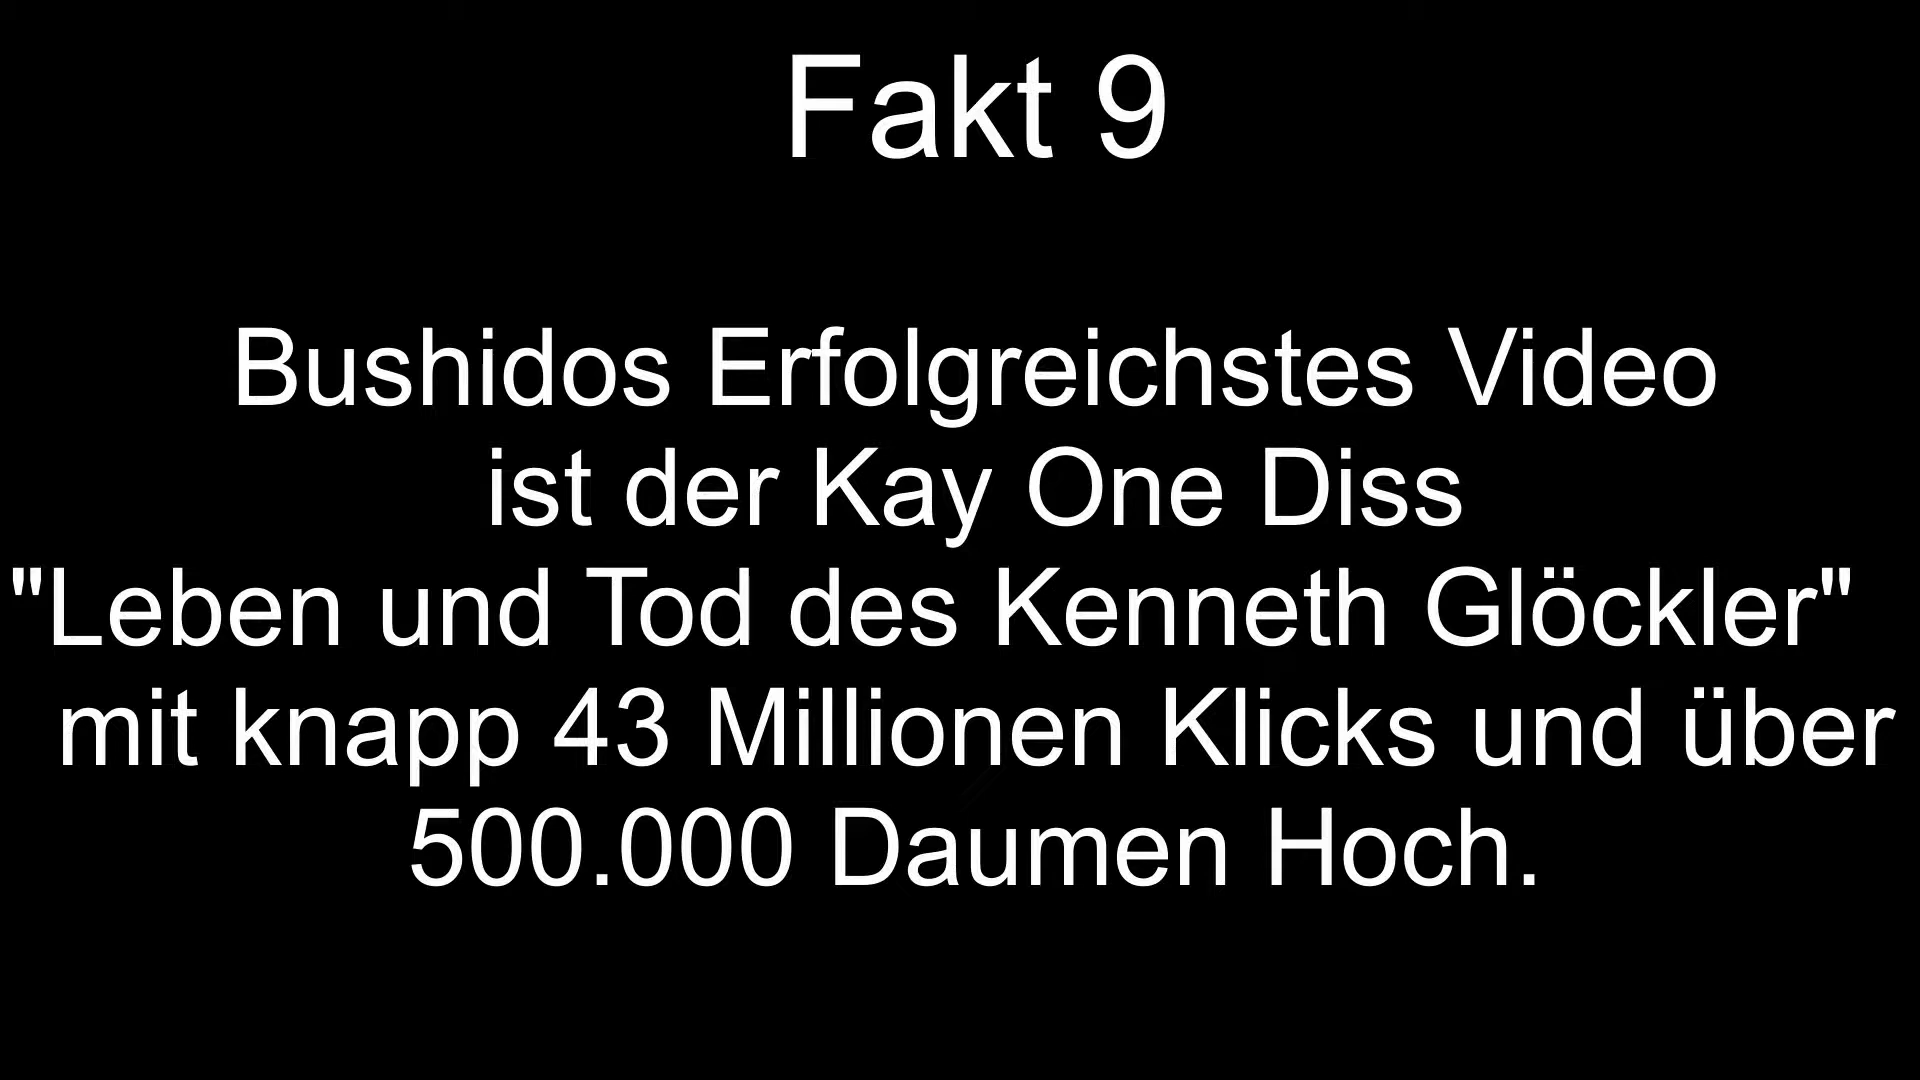 Fakt 9
Bushidos Erfolgreichstes Video
ist der Kay One Diss
"Leben und Tod des Kenneth Glöckler"
mit knapp 43 Millionen Klicks und über
500.000 Daumen Hoch.